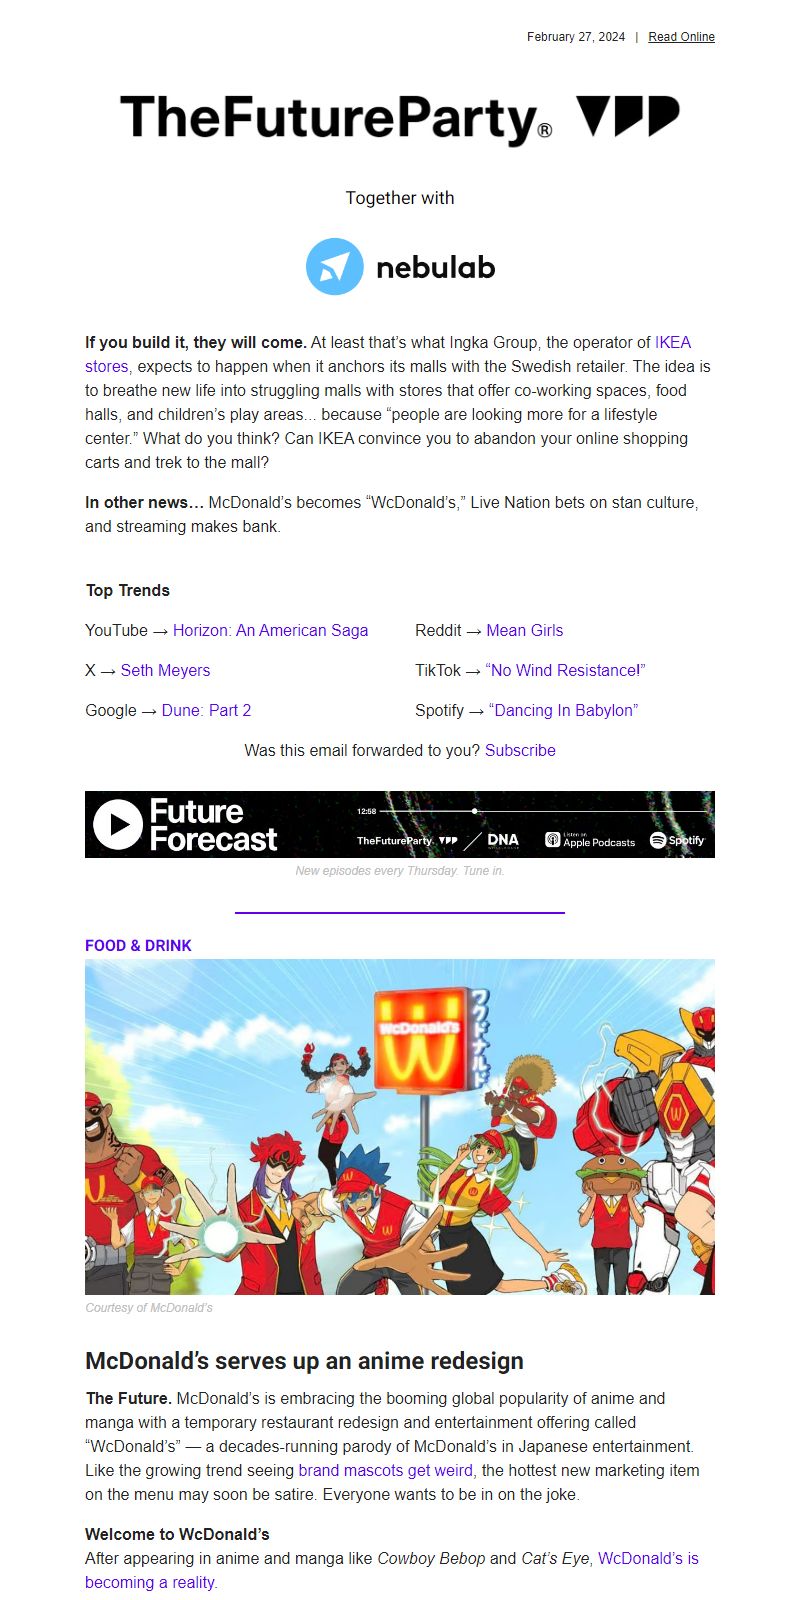 February 27, 2024 | Read Online
TheFutureParty®
Together with
nebulab
If you build it, they will come. At least that’s what Ingka Group, the operator of IKEA
stores, expects to happen when it anchors its malls with the Swedish retailer. The idea is
to breathe new life into struggling malls with stores that offer co-working spaces, food
halls, and children’s play areas... because “people are looking more for a lifestyle
center.” What do you think? Can IKEA convince you to abandon your online shopping
carts and trek to the mall?
In other news… McDonald’s becomes “WcDonald’s,” Live Nation bets on stan culture,
and streaming makes bank.
Top Trends
YouTube → Horizon: An American Saga
Reddit → Mean Girls
X → Seth Meyers
TikTok → “No Wind Resistance!”
Google → Dune: Part 2
Spotify → “Dancing In Babylon”
Was this email forwarded to you? Subscribe
Future
Forecast
12:58
TheFutureParty. DNA
Listen on
Apple Podcasts
Spotify
New episodes every Thursday. Tune in.
FOOD & DRINK
WcDonald's
ワクドナルド
Courtesy of McDonald’s
McDonald’s serves up an anime redesign
The Future. McDonald’s is embracing the booming global popularity of anime and
manga with a temporary restaurant redesign and entertainment offering called
“WcDonald’s” — a decades-running parody of McDonald’s in Japanese entertainment.
Like the growing trend seeing brand mascots get weird, the hottest new marketing item
on the menu may soon be satire. Everyone wants to be in on the joke.
Welcome to WcDonald’s
After appearing in anime and manga like Cowboy Bebop and Cat’s Eye, WcDonald’s is
becoming a reality.